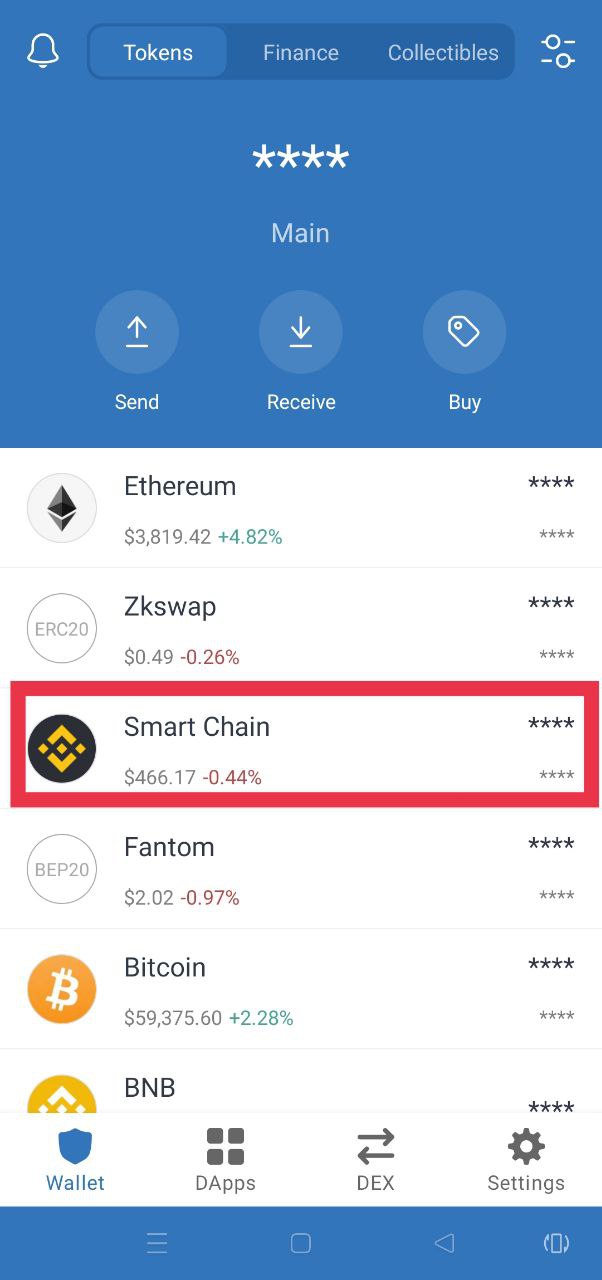 Tokens Finance Collectibles
****
Main
Send Receive Buy
Ethereum ****
$3,819.42 +4.82% ****
ERC20
Zkswap ****
$0.49 -0.26% ****
Smart Chain ****
$466.17 -0.44% ****
BEP20
Fantom ****
$2.02 -0.97% ****
Bitcoin ****
$59,375.60 +2.28% ****
BNB ****
Wallet DApps DEX Settings